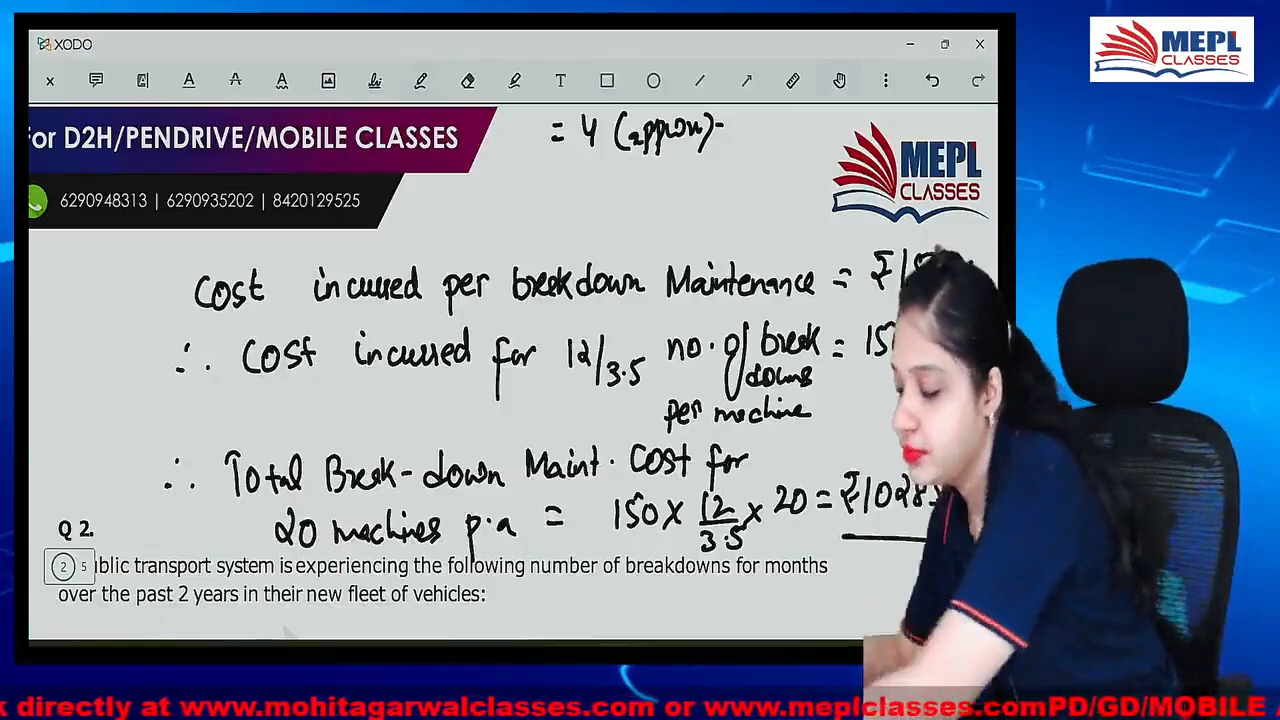 XODO
MEPL
CLASSES
For D2H/PENDRIVE/MOBILE CLASSES
= 4 (approx)
MEPL
CLASSES
6290948313 | 6290935202 | 8420129525
Cost incurred per breakdown Maintenance = ₹
∴ Cost incurred for 12/3.5 no. of break downs per machine =
∴ Total Break-down Maint. Cost for
20 machines p.a = 150 x 12/3.5 x 20 = ₹1028
Q 2.
2 5
blic transport system is experiencing the following number of breakdowns for months
over the past 2 years in their new fleet of vehicles:
k directly at www.mohitagarwalclasses.com or www.meplclasses.comPD/GD/MOBILE